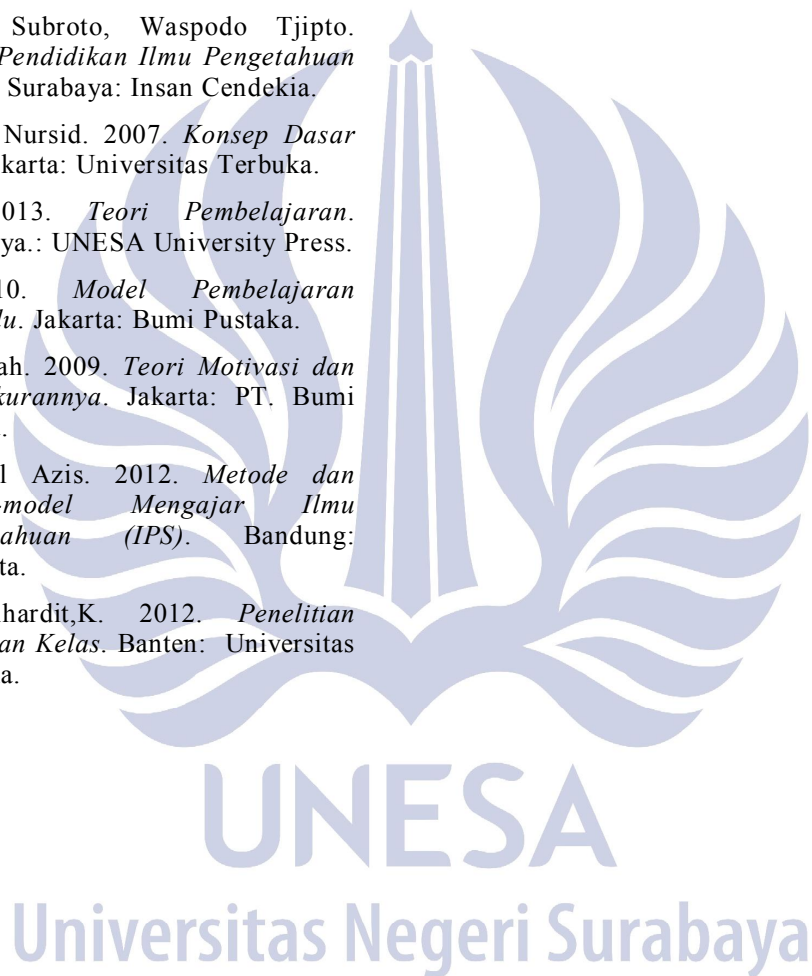 Subroto, Waspodo Tjipto.
Pendidikan Ilmu Pengetahuan
Surabaya: Insan Cendekia.
Nursid. 2007. Konsep Dasar
karta: Universitas Terbuka.
013. Teori Pembelajaran.
ya.: UNESA University Press.
10. Model Pembelajaran
du. Jakarta: Bumi Pustaka.
ah. 2009. Teori Motivasi dan
kurannya. Jakarta: PT. Bumi
.
l Azis. 2012. Metode dan
-model Mengajar Ilmu
ahuan (IPS). Bandung:
ta.
hardit,K. 2012. Penelitian
an Kelas. Banten: Universitas
a.
UNESA
Universitas Negeri Surabaya